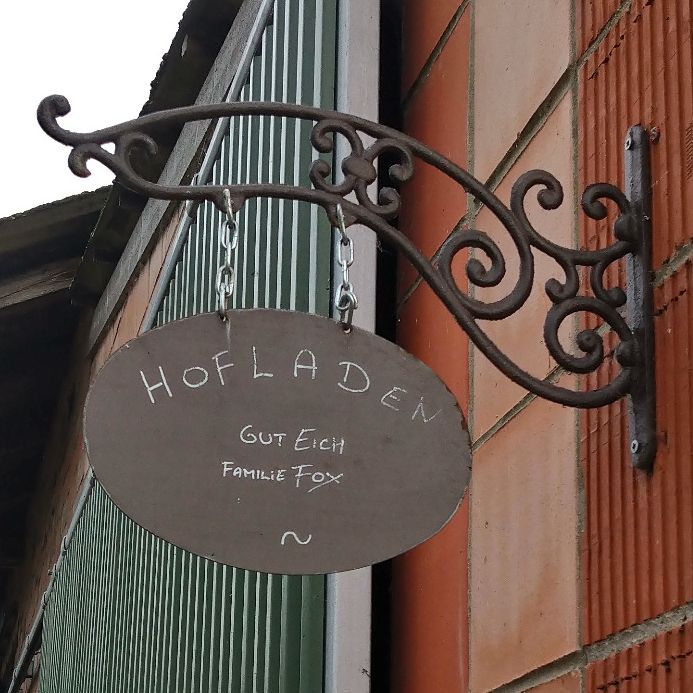 HOFLADEN
GUT EICH
FAMILIE FOX
~